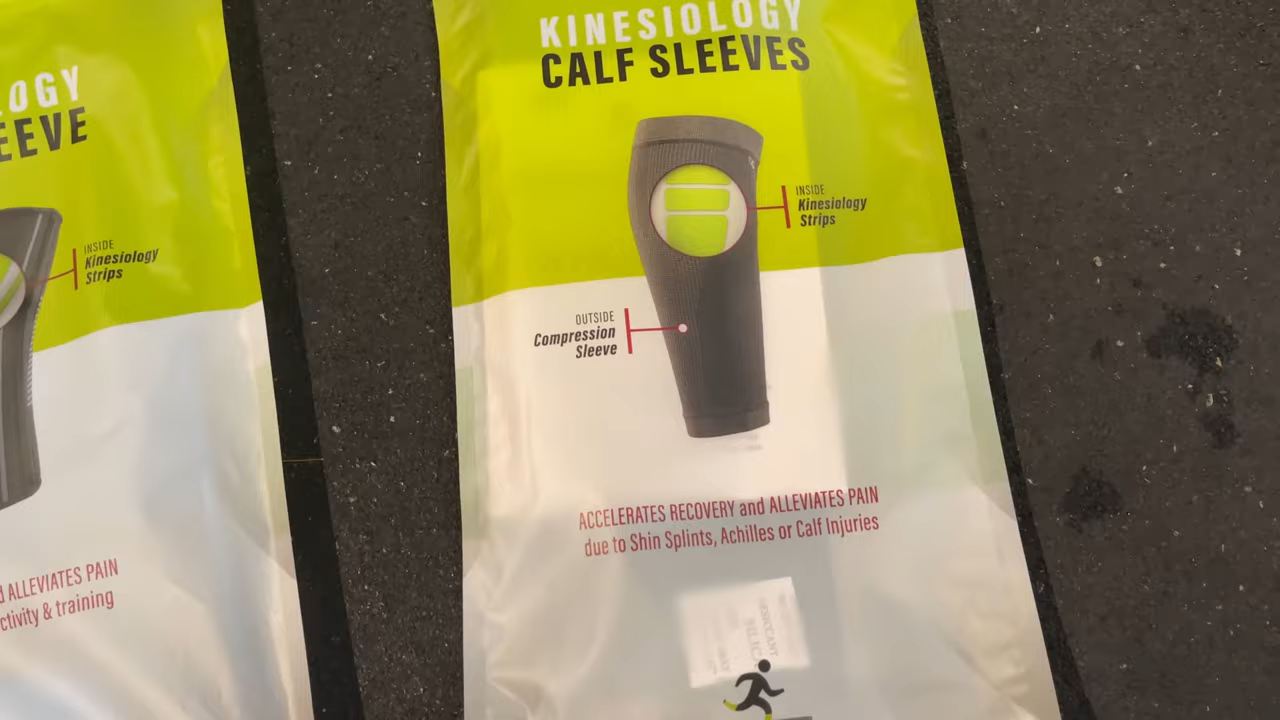 OGY
EEVE
INSIDE
Kinesiology
Strips
ALLEVIATES PAIN
ctivity & training
KINESIOLOGY
CALF SLEEVES
INSIDE
Kinesiology
Strips
OUTSIDE
Compression
Sleeve
ACCELERATES RECOVERY and ALLEVIATES PAIN
due to Shin Splints, Achilles or Calf Injuries